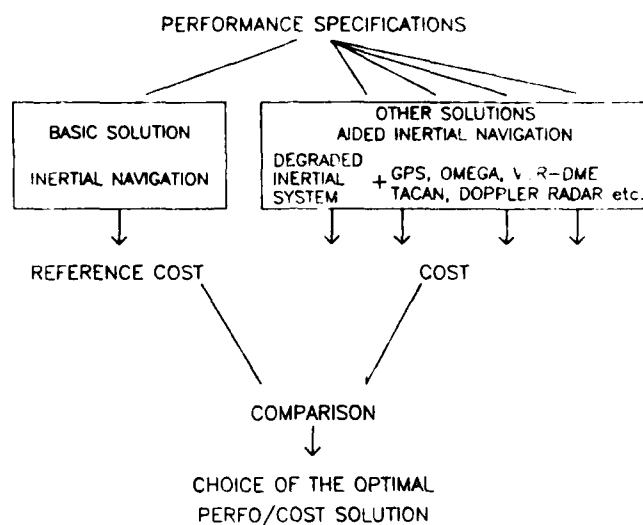 PERFORMANCE SPECIFICATIONS
BASIC SOLUTION
INERTIAL NAVIGATION
OTHER SOLUTIONS
AIDED INERTIAL NAVIGATION
DEGRADED
INERTIAL
SYSTEM
+ GPS, OMEGA,
TACAN, DOPPLER RADAR etc.
REFERENCE COST
COST
COMPARISON
CHOICE OF THE OPTIMAL
PERFO/COST SOLUTION